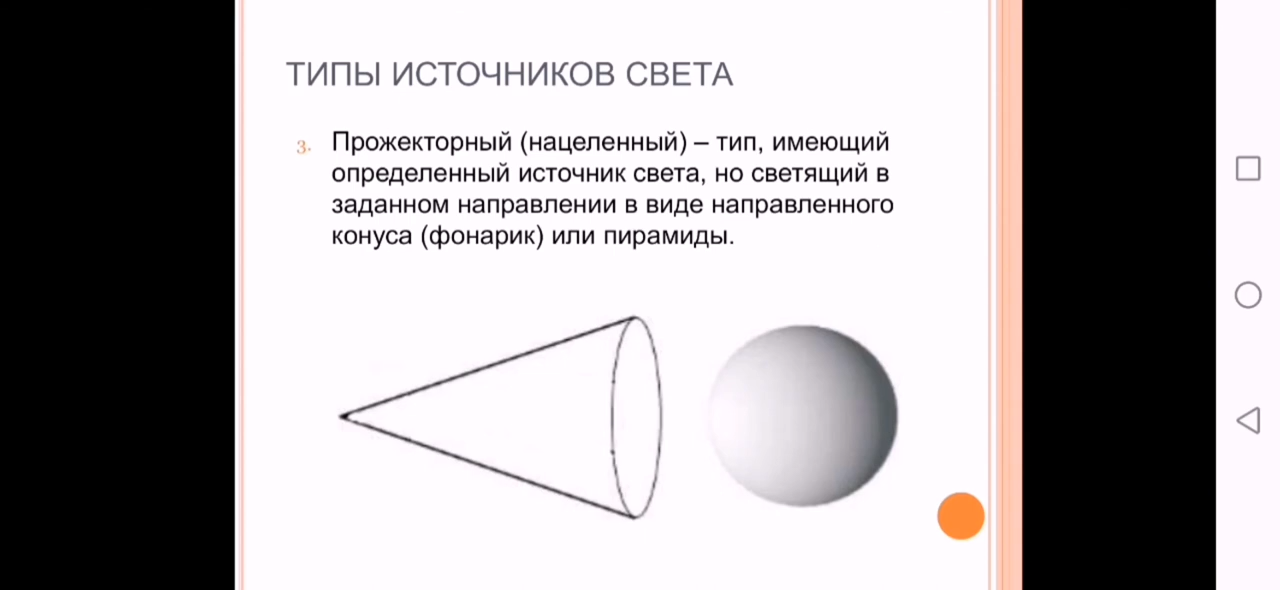 ТИПЫ ИСТОЧНИКОВ СВЕТА
3. Прожекторный (нацеленный) – тип, имеющий
определенный источник света, но светящий в
заданном направлении в виде направленного
конуса (фонарик) или пирамиды.